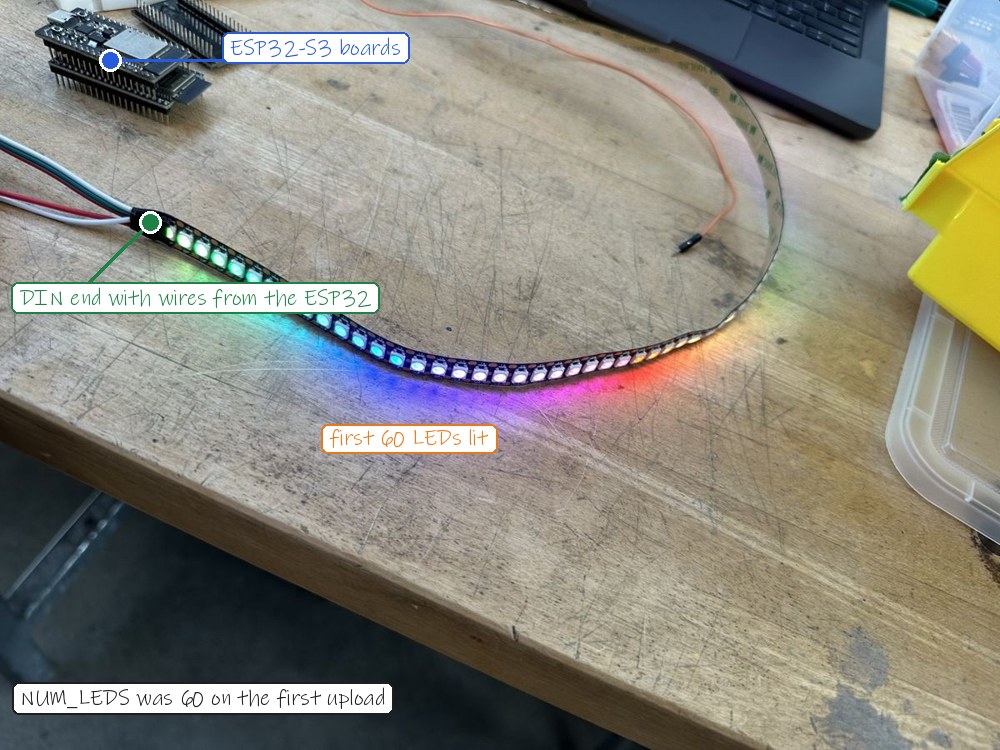 ESP32-S3 boards
DIN end with wires from the ESP32
first 60 LEDs lit
NUM_LEDS was 60 on the first upload